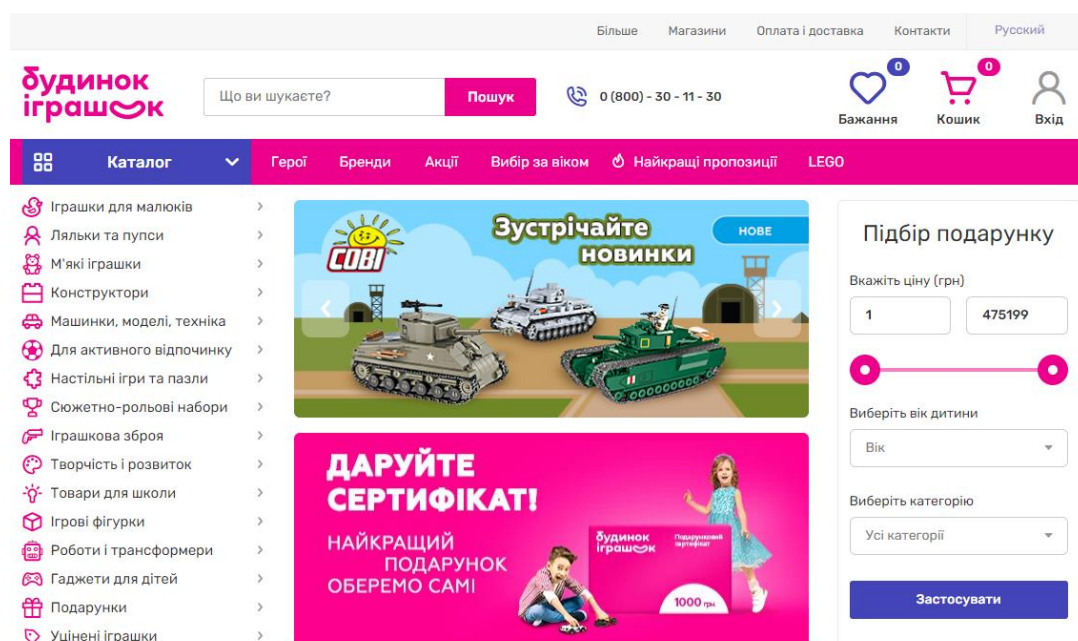 Більше Магазини Оплата і доставка Контакти Русский
будинок
іграшок
Що ви шукаєте? Пошук 0 (800) - 30 - 11 - 30
0 0
Бажання Кошик Вхід
Каталог Герої Бренди Акції Вибір за віком Найкращі пропозиції LEGO
Іграшки для малюків
Ляльки та пупси
М'які іграшки
Конструктори
Машинки, моделі, техніка
Для активного відпочинку
Настільні ігри та пазли
Сюжетно-рольові набори
Іграшкова зброя
Творчість і розвиток
Товари для школи
Ігрові фігурки
Роботи і трансформери
Гаджети для дітей
Подарунки
Уцінені іграшки
COBI
Зустрічайте
новинки
НОВЕ
ДАРУЙТЕ
СЕРТИФІКАТ!
НАЙКРАЩИЙ
ПОДАРУНОК
ОБЕРЕМО САМІ
будинок
іграшок
Подарунковий
сертифікат
1000 грн
Підбір подарунку
Вкажіть ціну (грн)
1 475199
Виберіть вік дитини
Вік
Виберіть категорію
Усі категорії
Застосувати